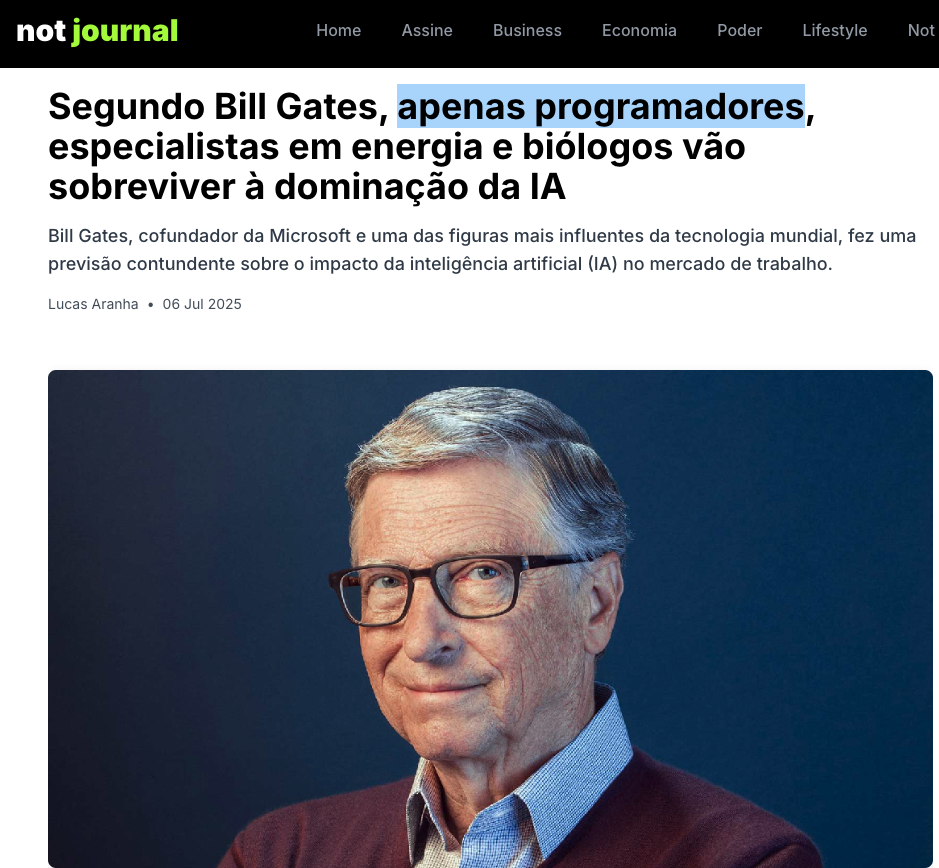 not journal
Home Assine Business Economia Poder Lifestyle Not
Segundo Bill Gates, apenas programadores,
especialistas em energia e biólogos vão
sobreviver à dominação da IA
Bill Gates, cofundador da Microsoft e uma das figuras mais influentes da tecnologia mundial, fez uma
previsão contundente sobre o impacto da inteligência artificial (IA) no mercado de trabalho.
Lucas Aranha • 06 Jul 2025